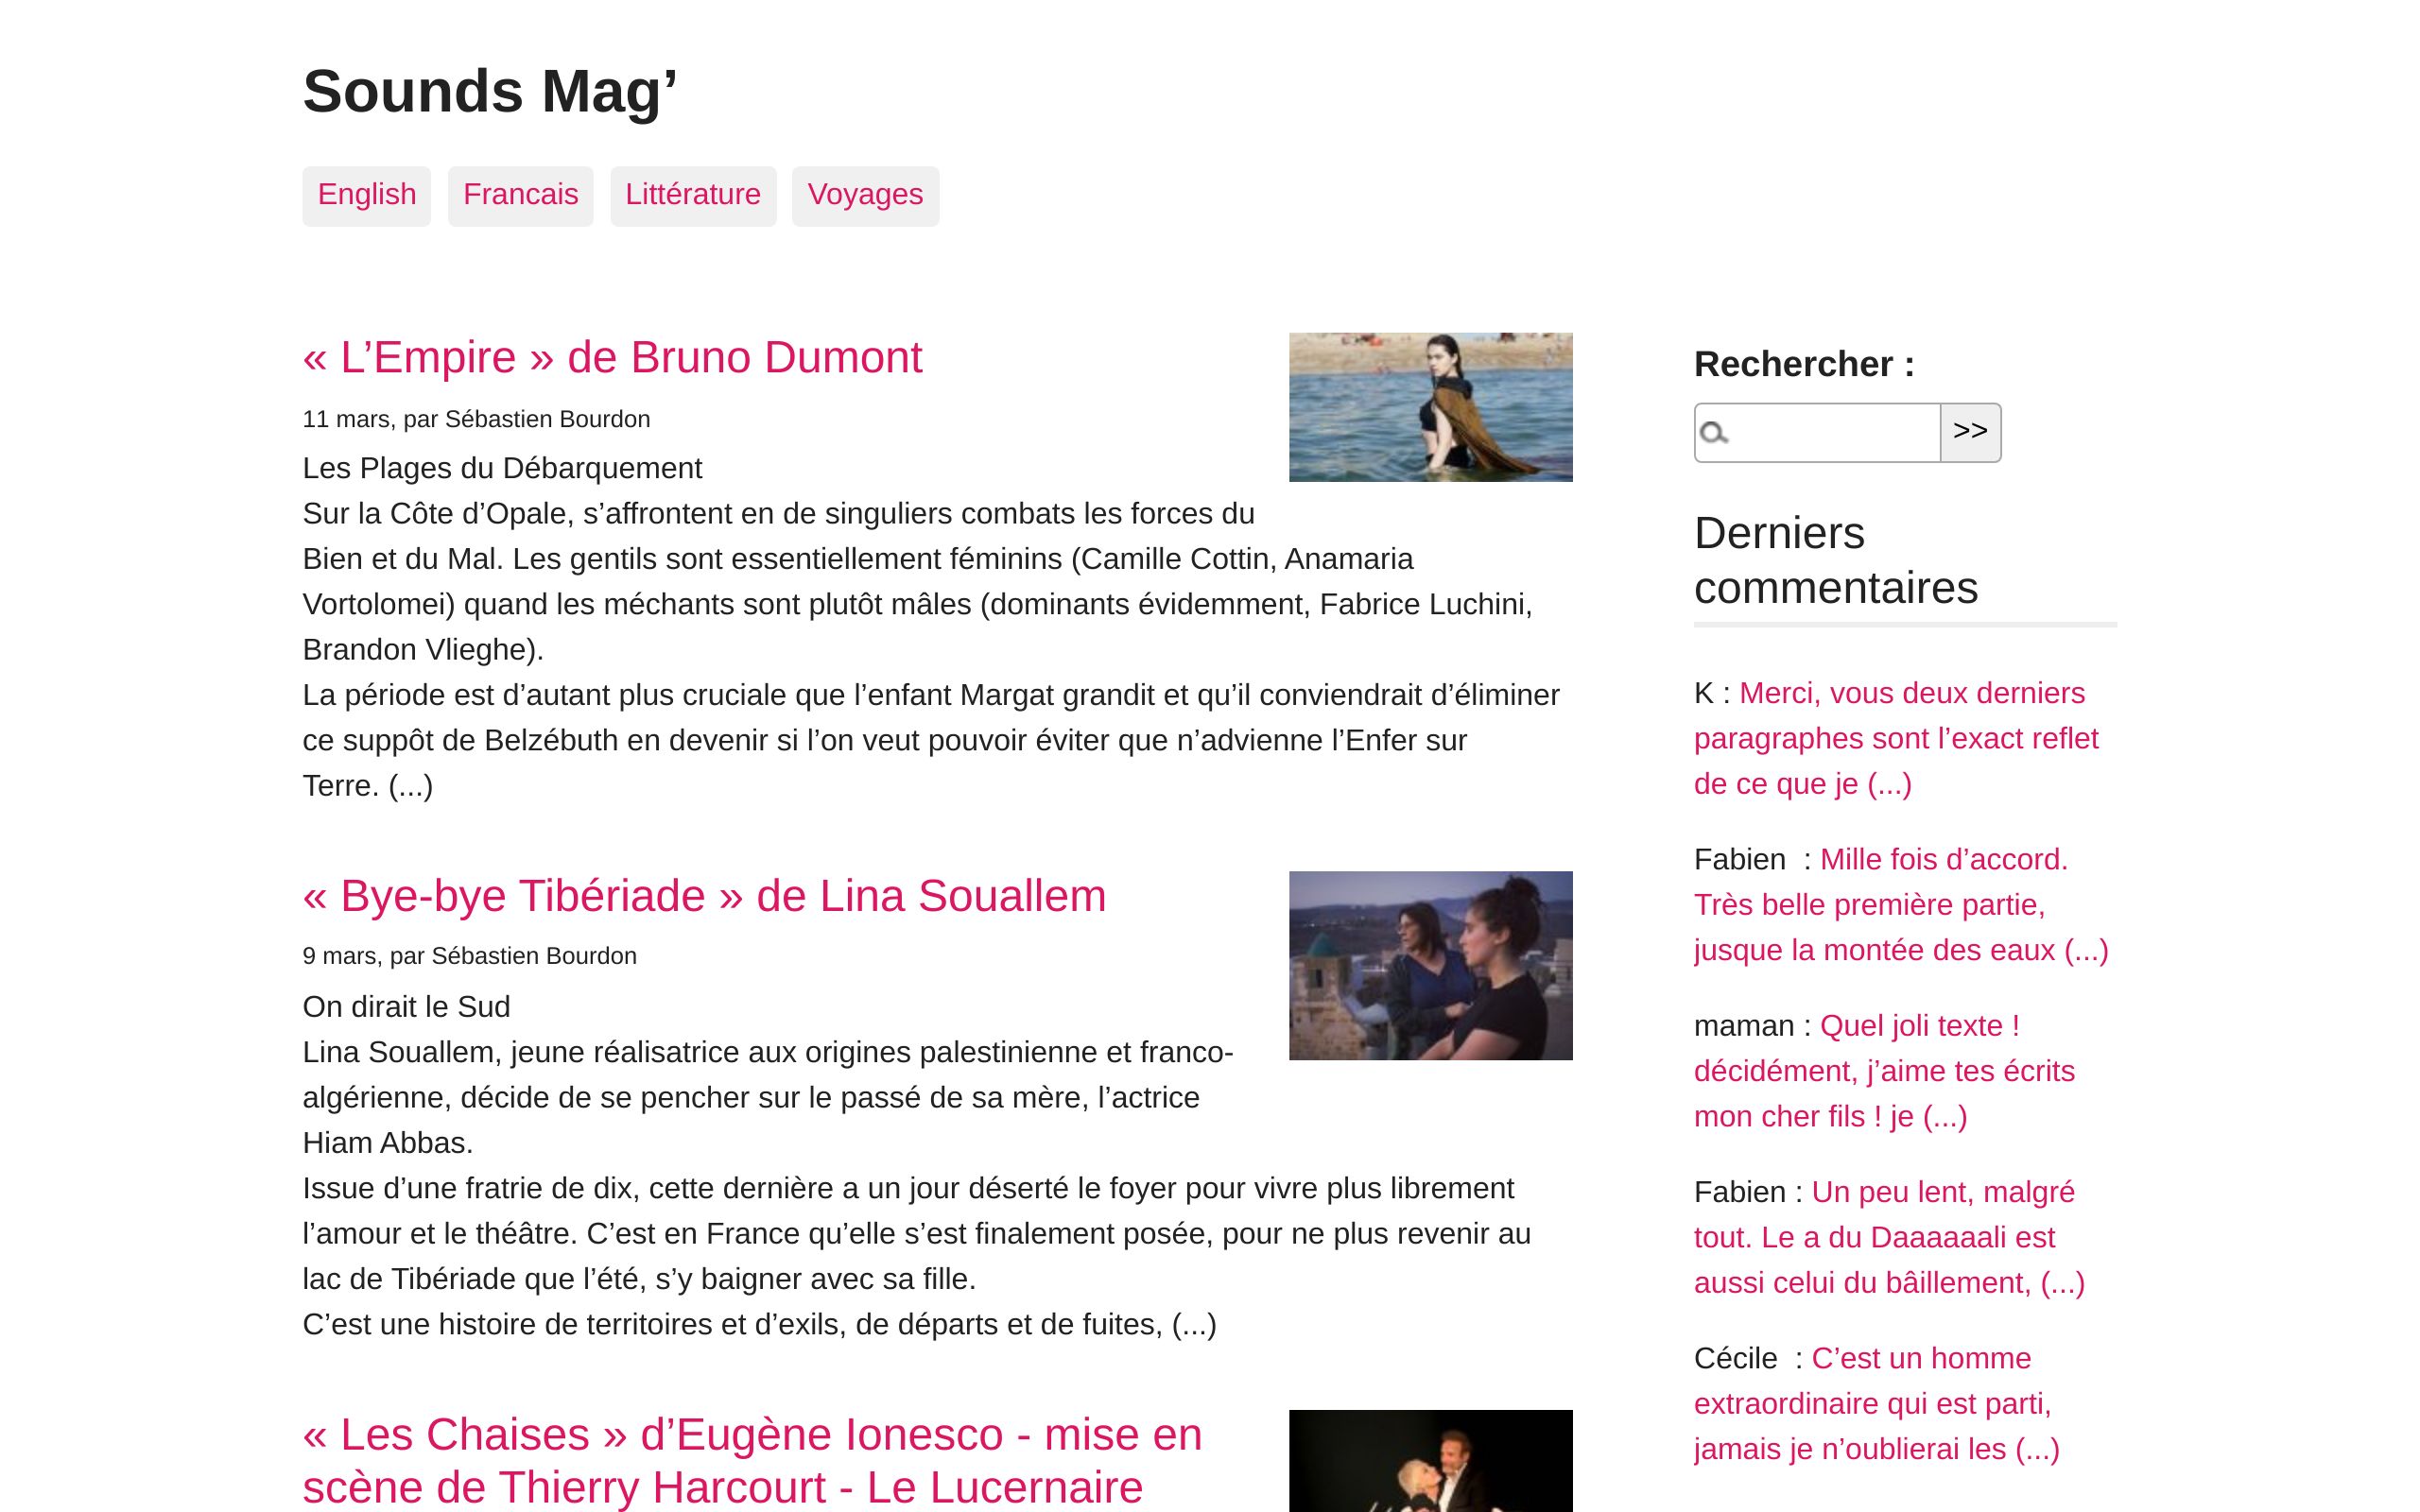 Sounds Mag’
English
Francais
Littérature
Voyages
« L’Empire » de Bruno Dumont
11 mars, par Sébastien Bourdon
Les Plages du Débarquement
Sur la Côte d’Opale, s’affrontent en de singuliers combats les forces du
Bien et du Mal. Les gentils sont essentiellement féminins (Camille Cottin, Anamaria
Vortolomei) quand les méchants sont plutôt mâles (dominants évidemment, Fabrice Luchini,
Brandon Vlieghe).
La période est d’autant plus cruciale que l’enfant Margat grandit et qu’il conviendrait d’éliminer
ce suppôt de Belzébuth en devenir si l’on veut pouvoir éviter que n’advienne l’Enfer sur
Terre. (...)
« Bye-bye Tibériade » de Lina Souallem
9 mars, par Sébastien Bourdon
On dirait le Sud
Lina Souallem, jeune réalisatrice aux origines palestinienne et franco-
algérienne, décide de se pencher sur le passé de sa mère, l’actrice
Hiam Abbas.
Issue d’une fratrie de dix, cette dernière a un jour déserté le foyer pour vivre plus librement
l’amour et le théâtre. C’est en France qu’elle s’est finalement posée, pour ne plus revenir au
lac de Tibériade que l’été, s’y baigner avec sa fille.
C’est une histoire de territoires et d’exils, de départs et de fuites, (...)
« Les Chaises » d’Eugène Ionesco - mise en
scène de Thierry Harcourt - Le Lucernaire
Rechercher :
>>
Derniers
commentaires
K : Merci, vous deux derniers
paragraphes sont l’exact reflet
de ce que je (...)
Fabien  : Mille fois d’accord.
Très belle première partie,
jusque la montée des eaux (...)
maman : Quel joli texte !
décidément, j’aime tes écrits
mon cher fils ! je (...)
Fabien : Un peu lent, malgré
tout. Le a du Daaaaaali est
aussi celui du bâillement, (...)
Cécile  : C’est un homme
extraordinaire qui est parti,
jamais je n’oublierai les (...)